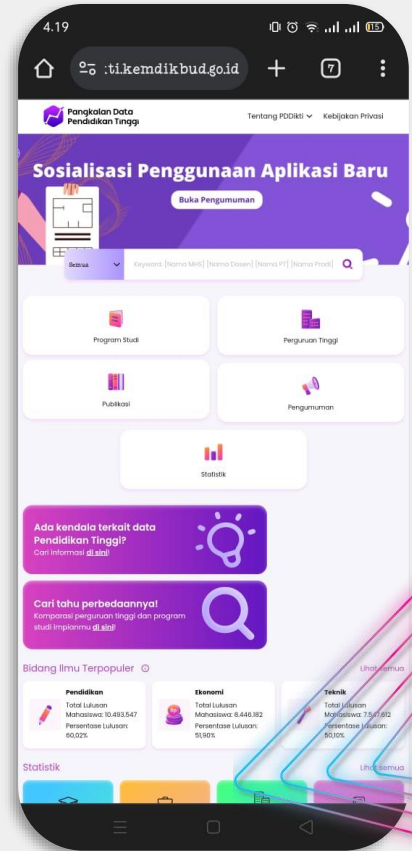 4.19
15
:ti.kemdikbud.go.id
7
Pangkalan Data
Pendidikan Tinggi
Tentang PDDikti
Kebijakan Privasi
Sosialisasi Penggunaan Aplikasi Baru
Buka Pengumuman
Semua
Keyword: [Nama MHS] [Nama Dosen] [Nama PT] [Nama Prodi]
Program Studi
Perguruan Tinggi
Publikasi
Pengumuman
Statistik
Ada kendala terkait data
Pendidikan Tinggi?
Cari informasi di sini!
Cari tahu perbedaannya!
Komparasi perguruan tinggi dan program
studi impianmu di sini!
Bidang Ilmu Terpopuler
Lihat semua
Pendidikan
Total Lulusan
Mahasiswa: 10.493.547
Persentase Lulusan:
60,02%
Ekonomi
Total Lulusan
Mahasiswa: 8.446.182
Persentase Lulusan:
51,90%
Teknik
Total Lulusan
Mahasiswa: 7.547.612
Persentase Lulusan:
50,10%
Statistik
Lihat semua